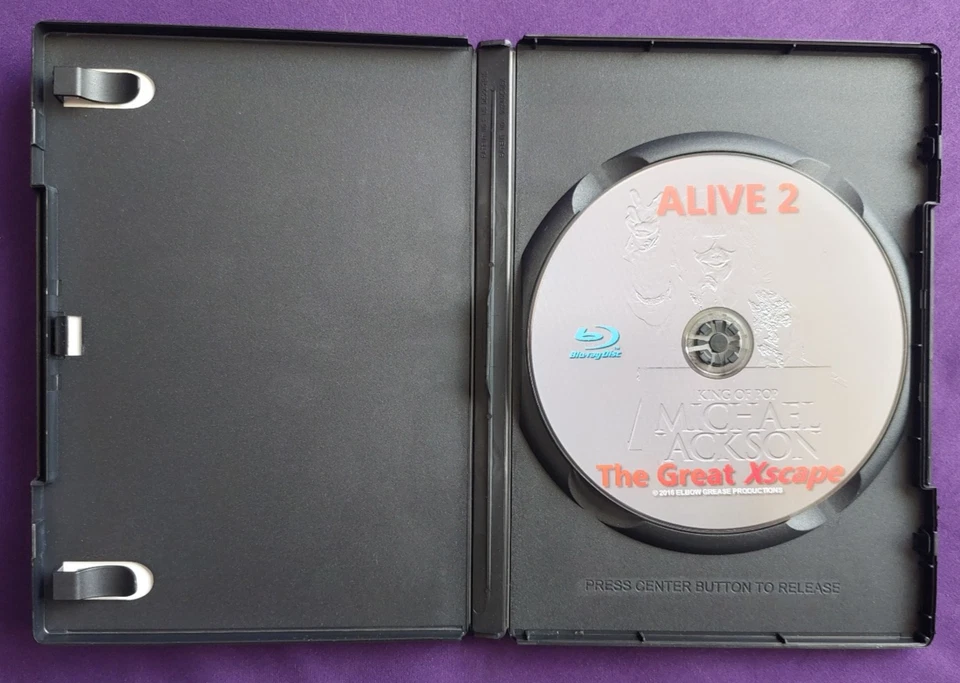 ALIVE 2
Blu-ray Disc
KING OF POP
MICHAEL
JACKSON
The Great Xscape
© 2016 ELBOW GREASE PRODUCTIONS
PRESS CENTER BUTTON TO RELEASE